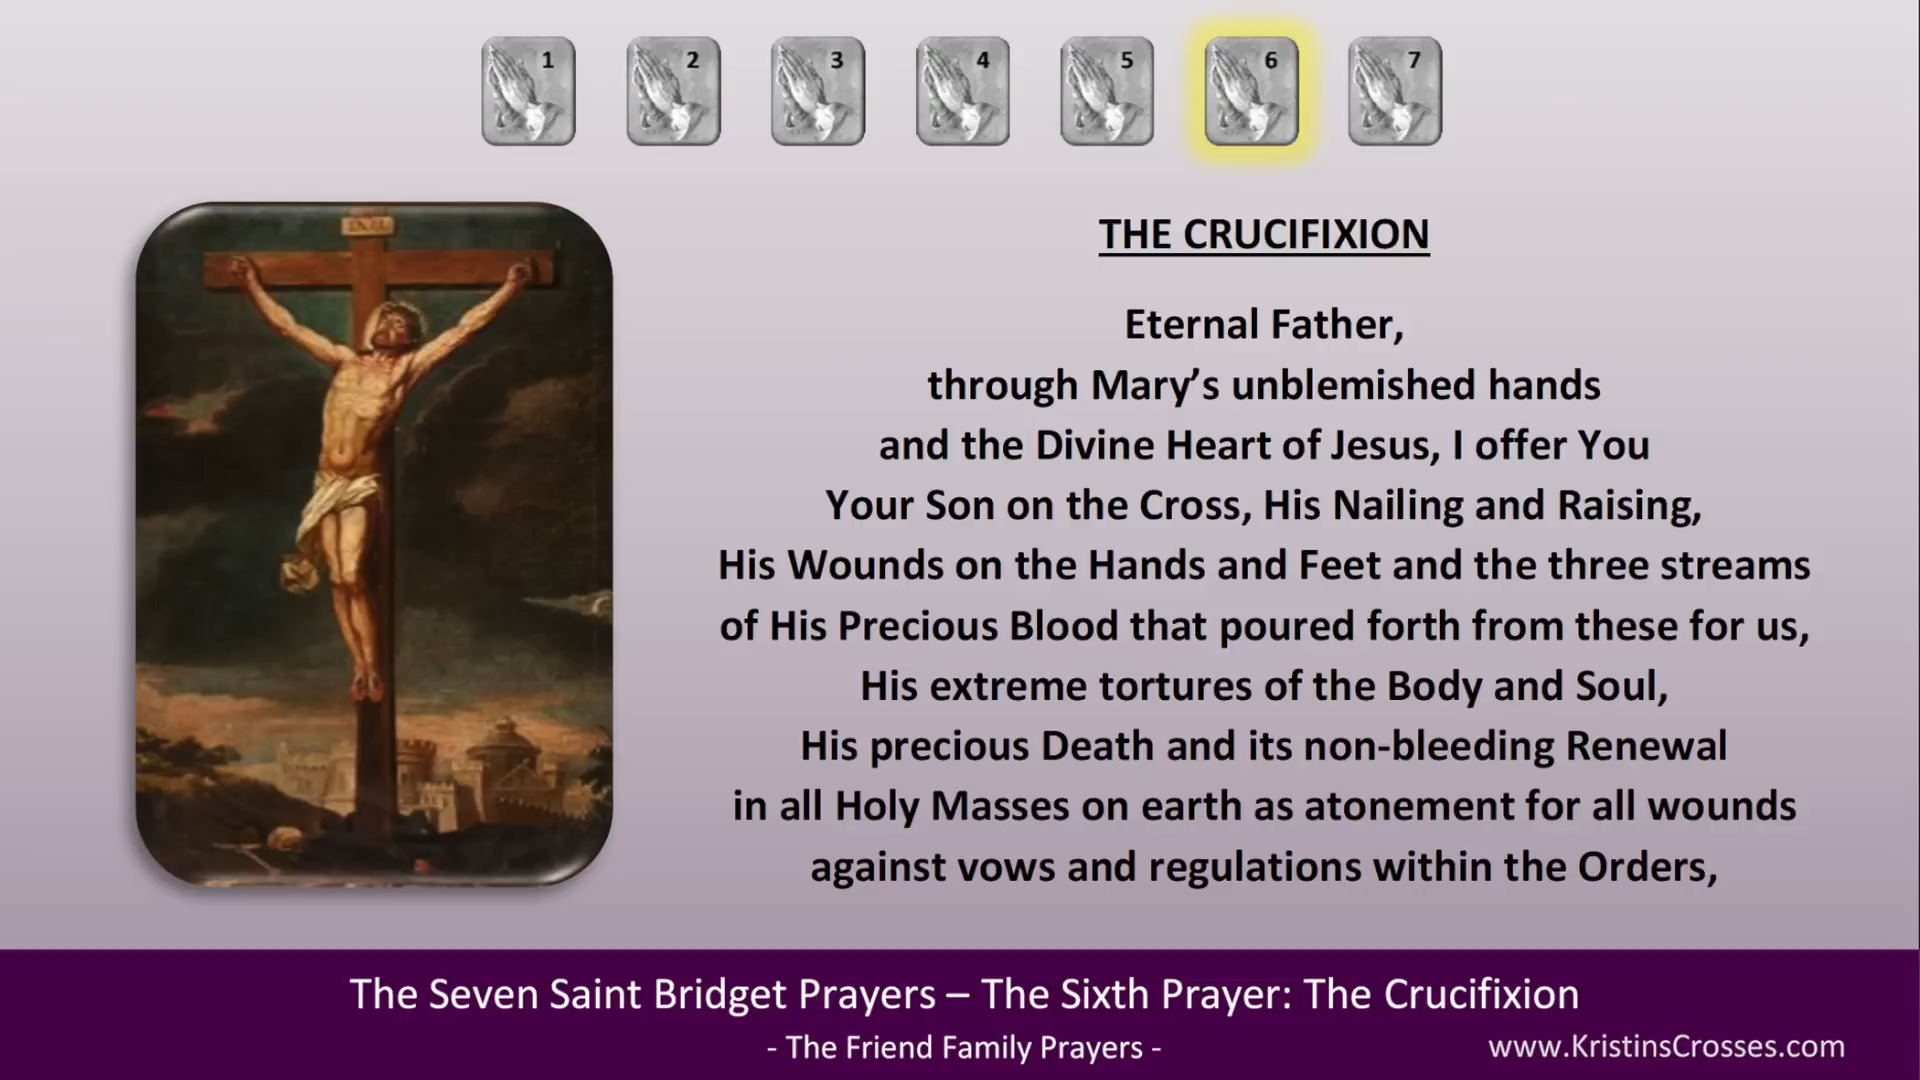 1 2 3 4 5 6 7
THE CRUCIFIXION
Eternal Father,
through Mary’s unblemished hands
and the Divine Heart of Jesus, I offer You
Your Son on the Cross, His Nailing and Raising,
His Wounds on the Hands and Feet and the three streams
of His Precious Blood that poured forth from these for us,
His extreme tortures of the Body and Soul,
His precious Death and its non-bleeding Renewal
in all Holy Masses on earth as atonement for all wounds
against vows and regulations within the Orders,
The Seven Saint Bridget Prayers – The Sixth Prayer: The Crucifixion
- The Friend Family Prayers -
www.KristinsCrosses.com